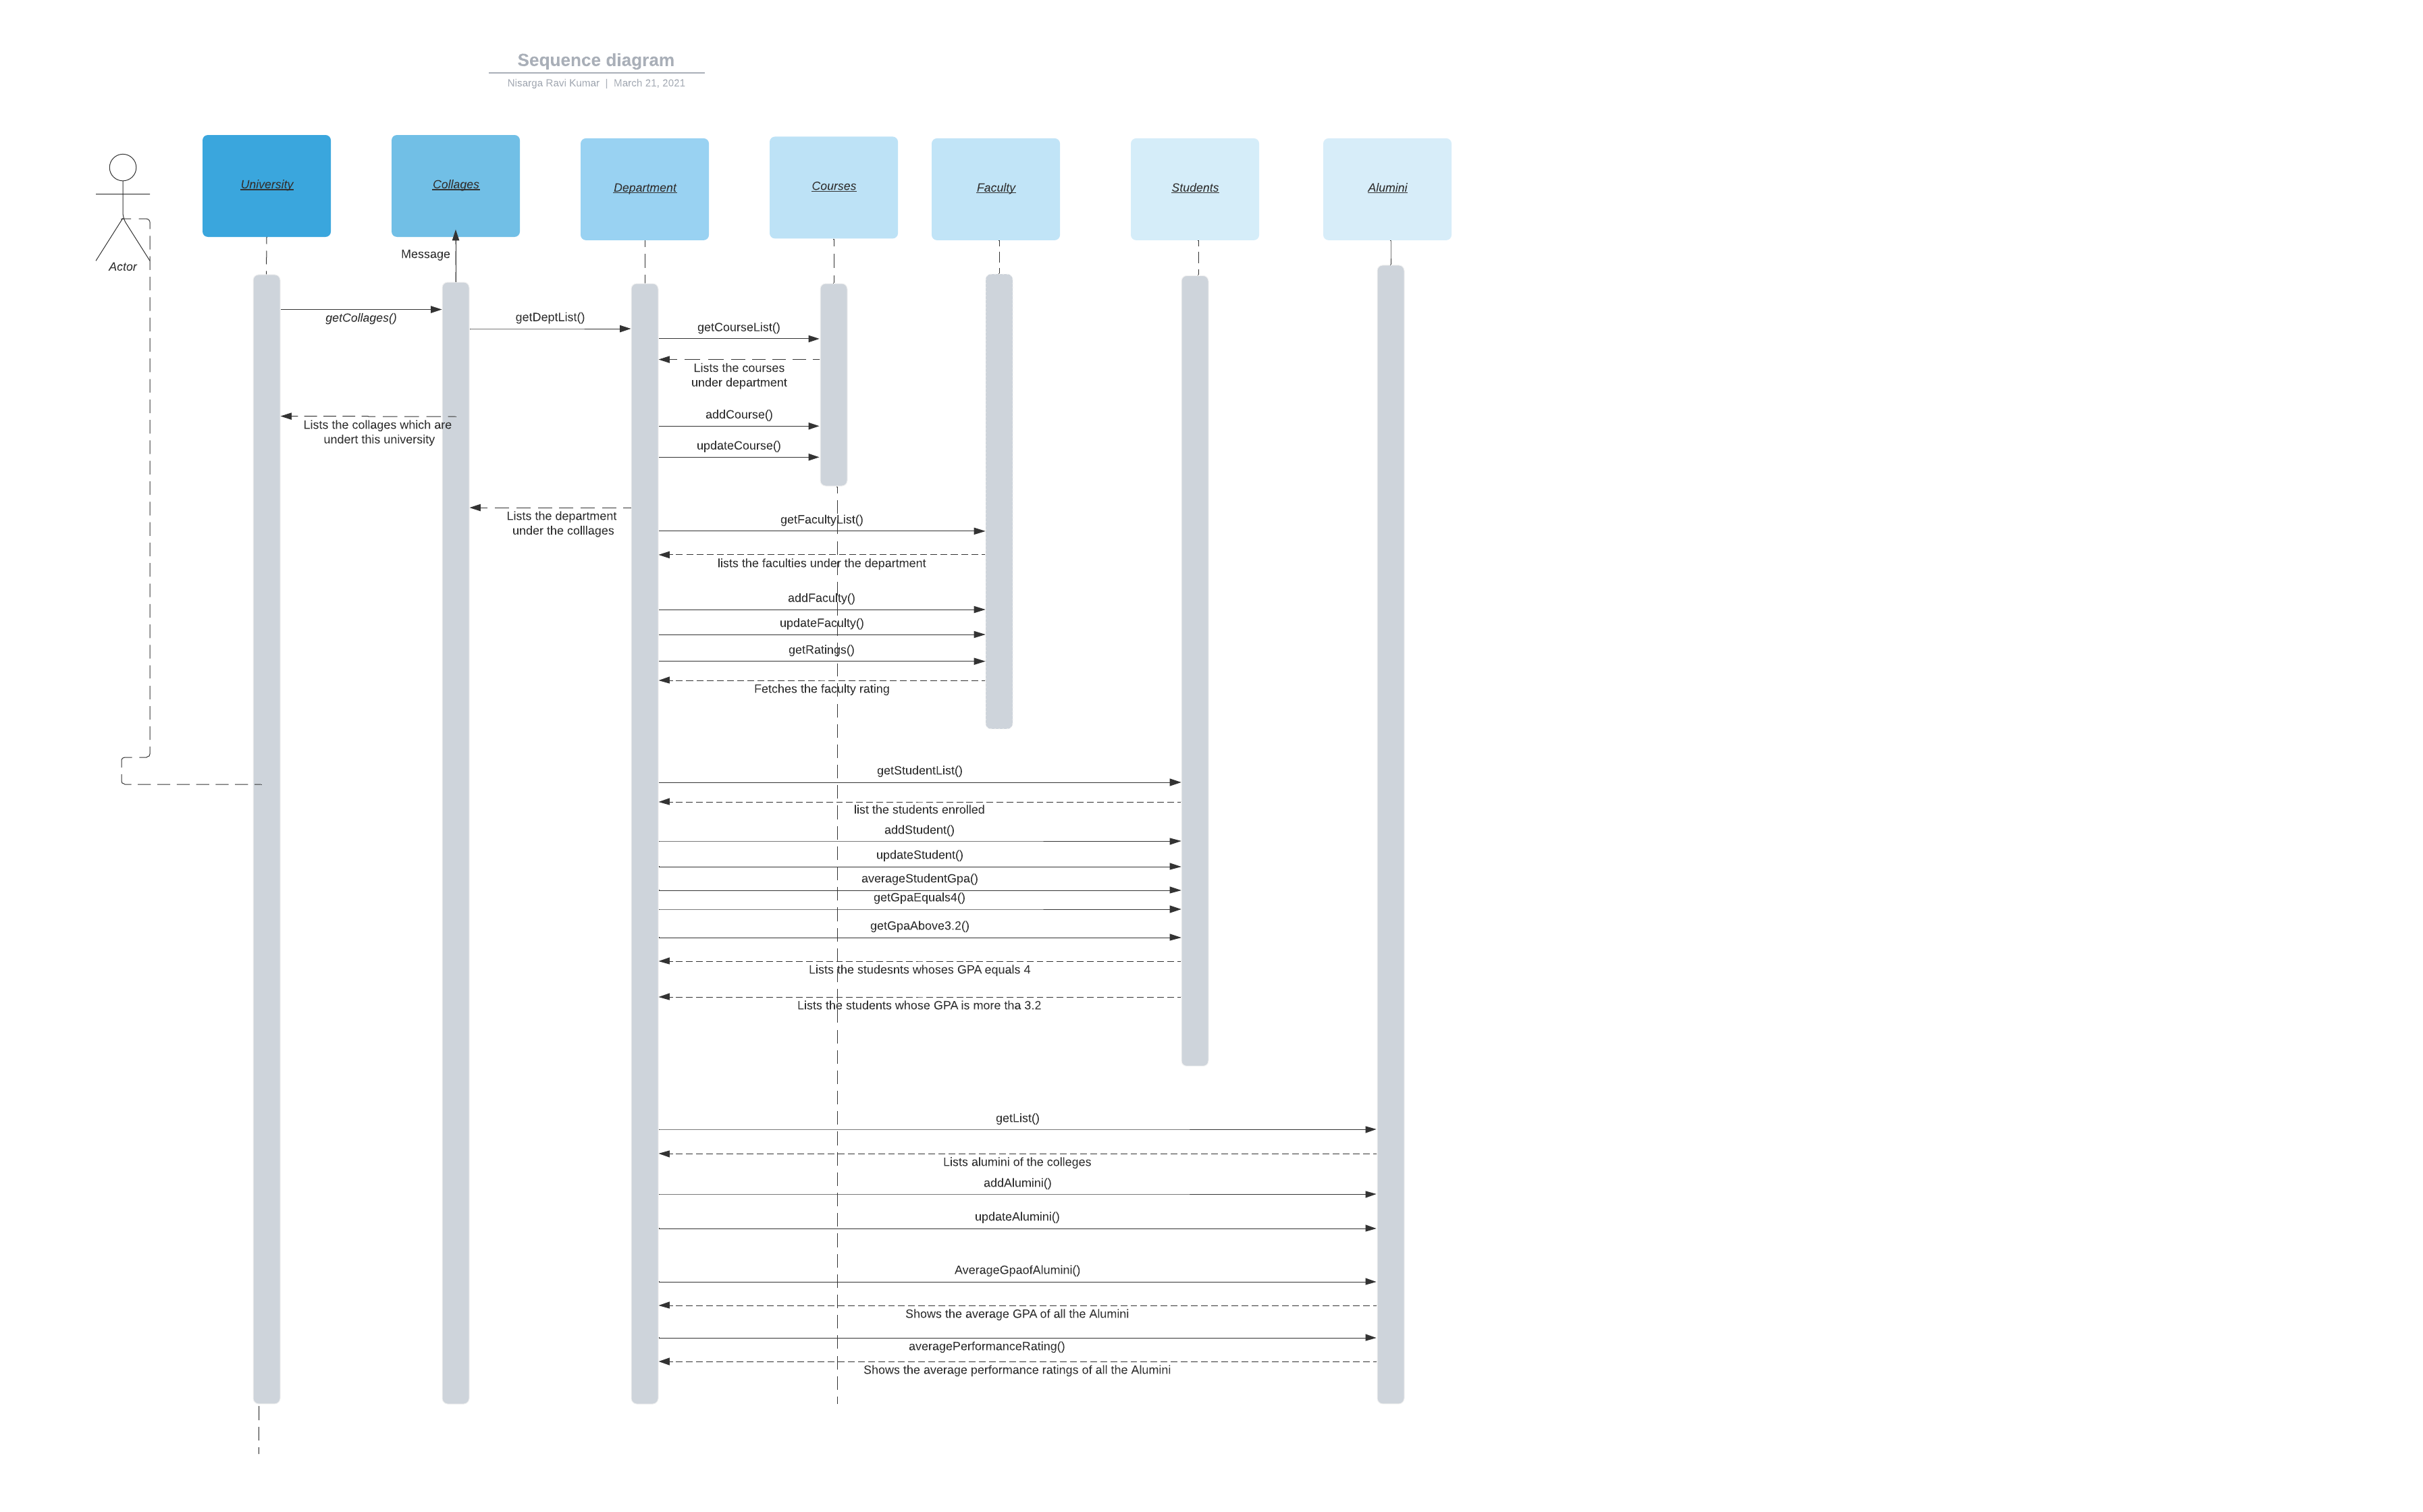 Sequence diagram
Nisarga Ravi Kumar | March 21, 2021
University
Collages
Department
Courses
Faculty
Students
Alumini
Actor
Message
getCollages()
getDeptList()
getCourseList()
Lists the courses
under department
addCourse()
Lists the collages which are
undert this university
updateCourse()
Lists the department
under the colllages
getFacultyList()
lists the faculties under the department
addFaculty()
updateFaculty()
getRatings()
Fetches the faculty rating
getStudentList()
list the students enrolled
addStudent()
updateStudent()
averageStudentGpa()
getGpaEquals4()
getGpaAbove3.2()
Lists the studesnts whoses GPA equals 4
Lists the students whose GPA is more tha 3.2
getList()
Lists alumini of the colleges
addAlumini()
updateAlumini()
AverageGpaofAlumini()
Shows the average GPA of all the Alumini
averagePerformanceRating()
Shows the average performance ratings of all the Alumini